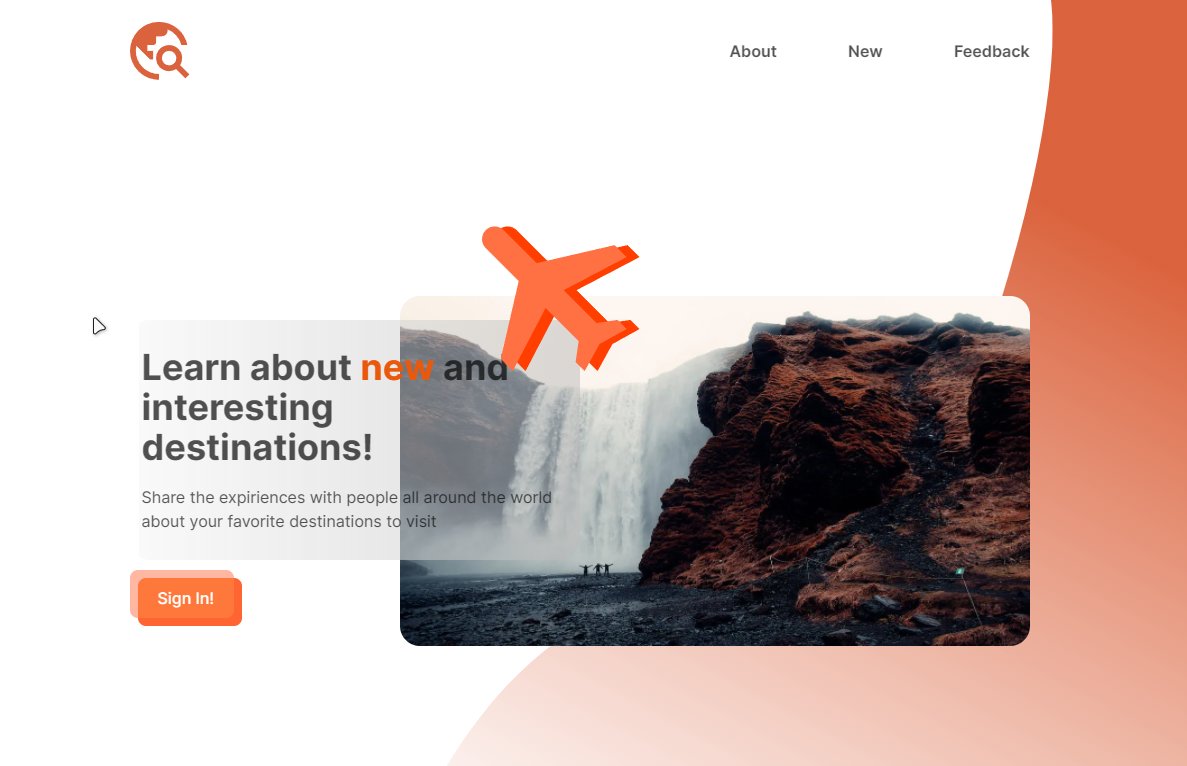 About New Feedback
Learn about new and
interesting
destinations!
Share the expiriences with people all around the world
about your favorite destinations to visit
Sign In!